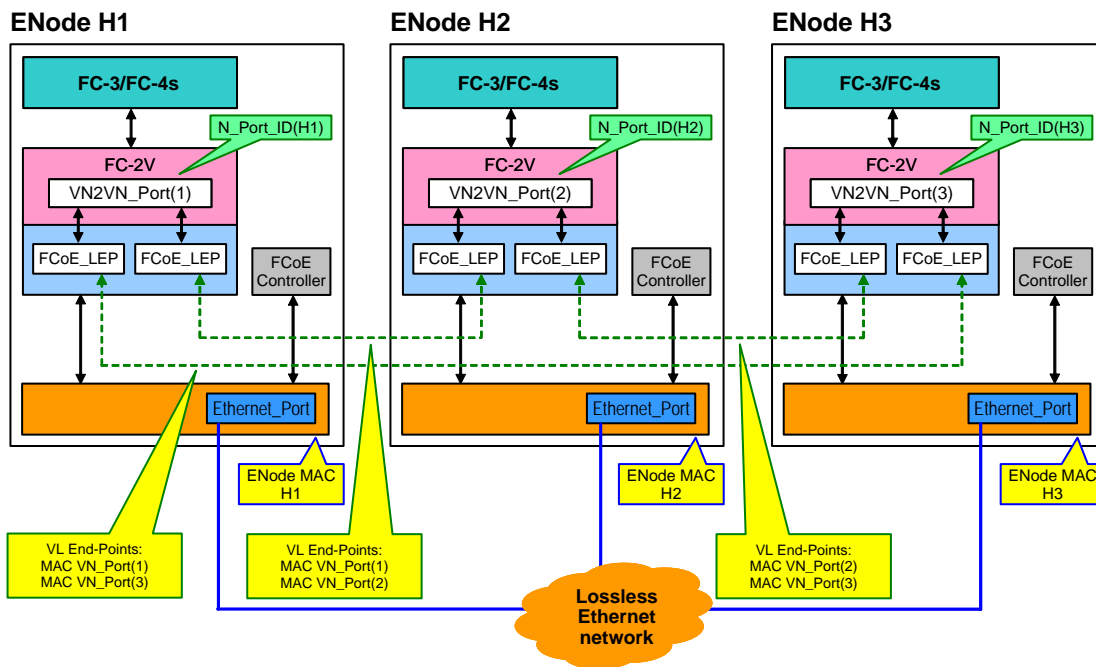 ENode H1
ENode H2
ENode H3
FC-3/FC-4s
FC-3/FC-4s
FC-3/FC-4s
N_Port_ID(H1)
N_Port_ID(H2)
N_Port_ID(H3)
FC-2V
FC-2V
FC-2V
VN2VN_Port(1)
VN2VN_Port(2)
VN2VN_Port(3)
FCoE_LEP
FCoE_LEP
FCoE
Controller
FCoE_LEP
FCoE_LEP
FCoE
Controller
FCoE_LEP
FCoE_LEP
FCoE
Controller
Ethernet_Port
Ethernet_Port
Ethernet_Port
ENode MAC
H1
ENode MAC
H2
ENode MAC
H3
VL End-Points:
MAC VN_Port(1)
MAC VN_Port(3)
VL End-Points:
MAC VN_Port(1)
MAC VN_Port(2)
VL End-Points:
MAC VN_Port(2)
MAC VN_Port(3)
Lossless
Ethernet
network